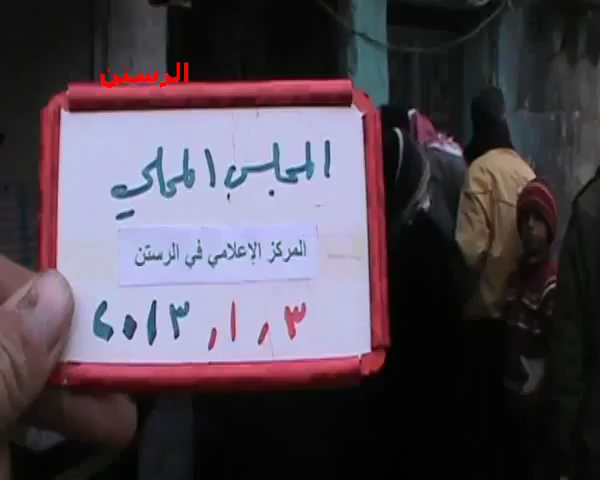 الرستن
المجلس المحلي
المركز الإعلامي في الرستن
٣ , ١ , ٢٠١٣